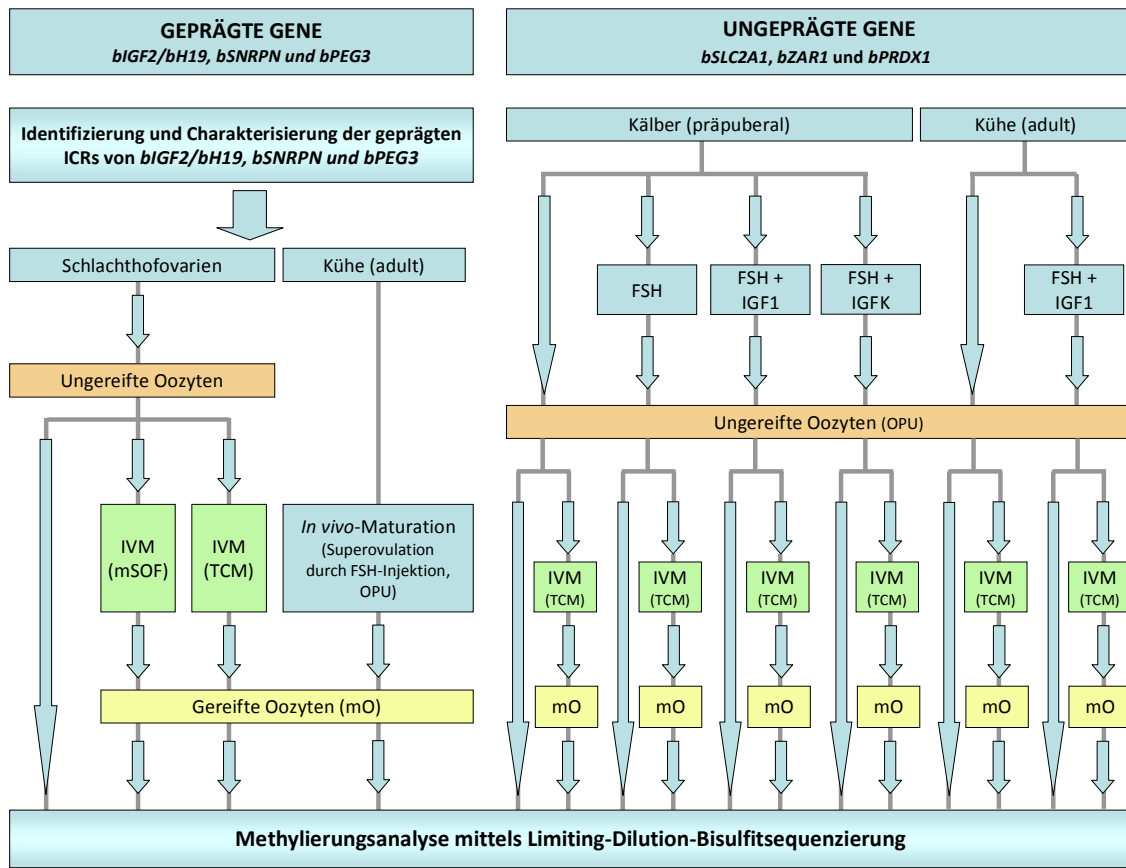 GEPRÄGTE GENE
bIGF2/bH19, bSNRPN und bPEG3
Identifizierung und Charakterisierung der geprägten
ICRs von bIGF2/bH19, bSNRPN und bPEG3
Schlachthofovarien
Kühe (adult)
Ungereifte Oozyten
IVM
(mSOF)
IVM
(TCM)
In vivo-Maturation
(Superovulation
durch FSH-Injektion,
OPU)
Gereifte Oozyten (mO)
UNGEPRÄGTE GENE
bSLC2A1, bZAR1 und bPRDX1
Kälber (präpuberal)
Kühe (adult)
FSH
FSH +
IGF1
FSH +
IGFK
FSH +
IGF1
Ungereifte Oozyten (OPU)
IVM
(TCM)
IVM
(TCM)
IVM
(TCM)
IVM
(TCM)
IVM
(TCM)
IVM
(TCM)
mO
mO
mO
mO
mO
mO
Methylierungsanalyse mittels Limiting-Dilution-Bisulfitsequenzierung